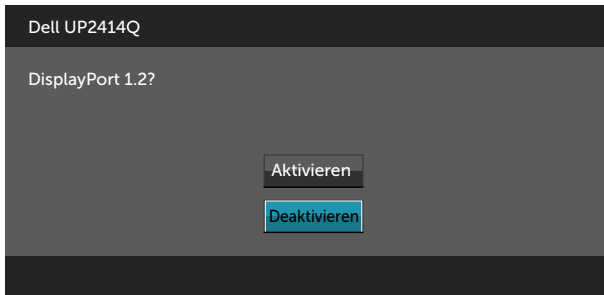 Dell UP2414Q
DisplayPort 1.2?
Aktivieren
Deaktivieren